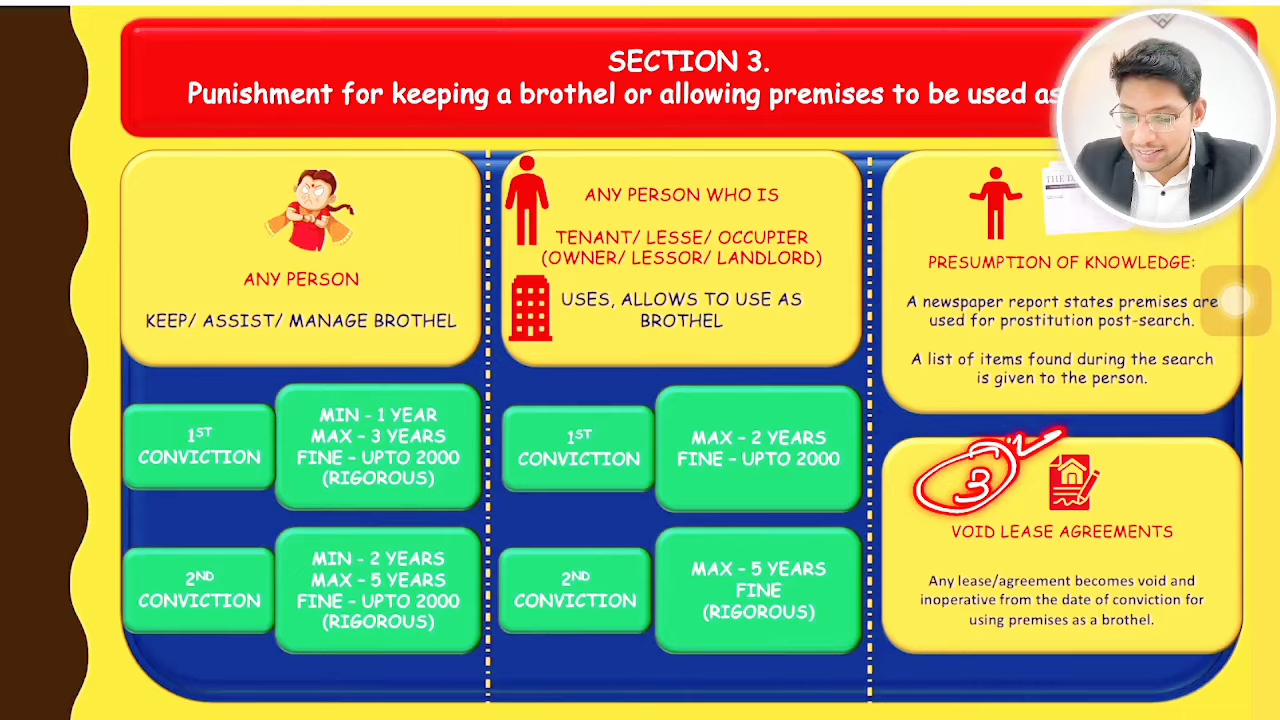 SECTION 3.
Punishment for keeping a brothel or allowing premises to be used as
ANY PERSON
KEEP/ ASSIST/ MANAGE BROTHEL
1ST
CONVICTION
MIN - 1 YEAR
MAX - 3 YEARS
FINE - UPTO 2000
(RIGOROUS)
2ND
CONVICTION
MIN - 2 YEARS
MAX - 5 YEARS
FINE - UPTO 2000
(RIGOROUS)
ANY PERSON WHO IS
TENANT/ LESSE/ OCCUPIER
(OWNER/ LESSOR/ LANDLORD)
USES, ALLOWS TO USE AS
BROTHEL
1ST
CONVICTION
MAX - 2 YEARS
FINE - UPTO 2000
2ND
CONVICTION
MAX - 5 YEARS
FINE
(RIGOROUS)
THE
PRESUMPTION OF KNOWLEDGE:
A newspaper report states premises are
used for prostitution post-search.
A list of items found during the search
is given to the person.
3
VOID LEASE AGREEMENTS
Any lease/agreement becomes void and
inoperative from the date of conviction for
using premises as a brothel.